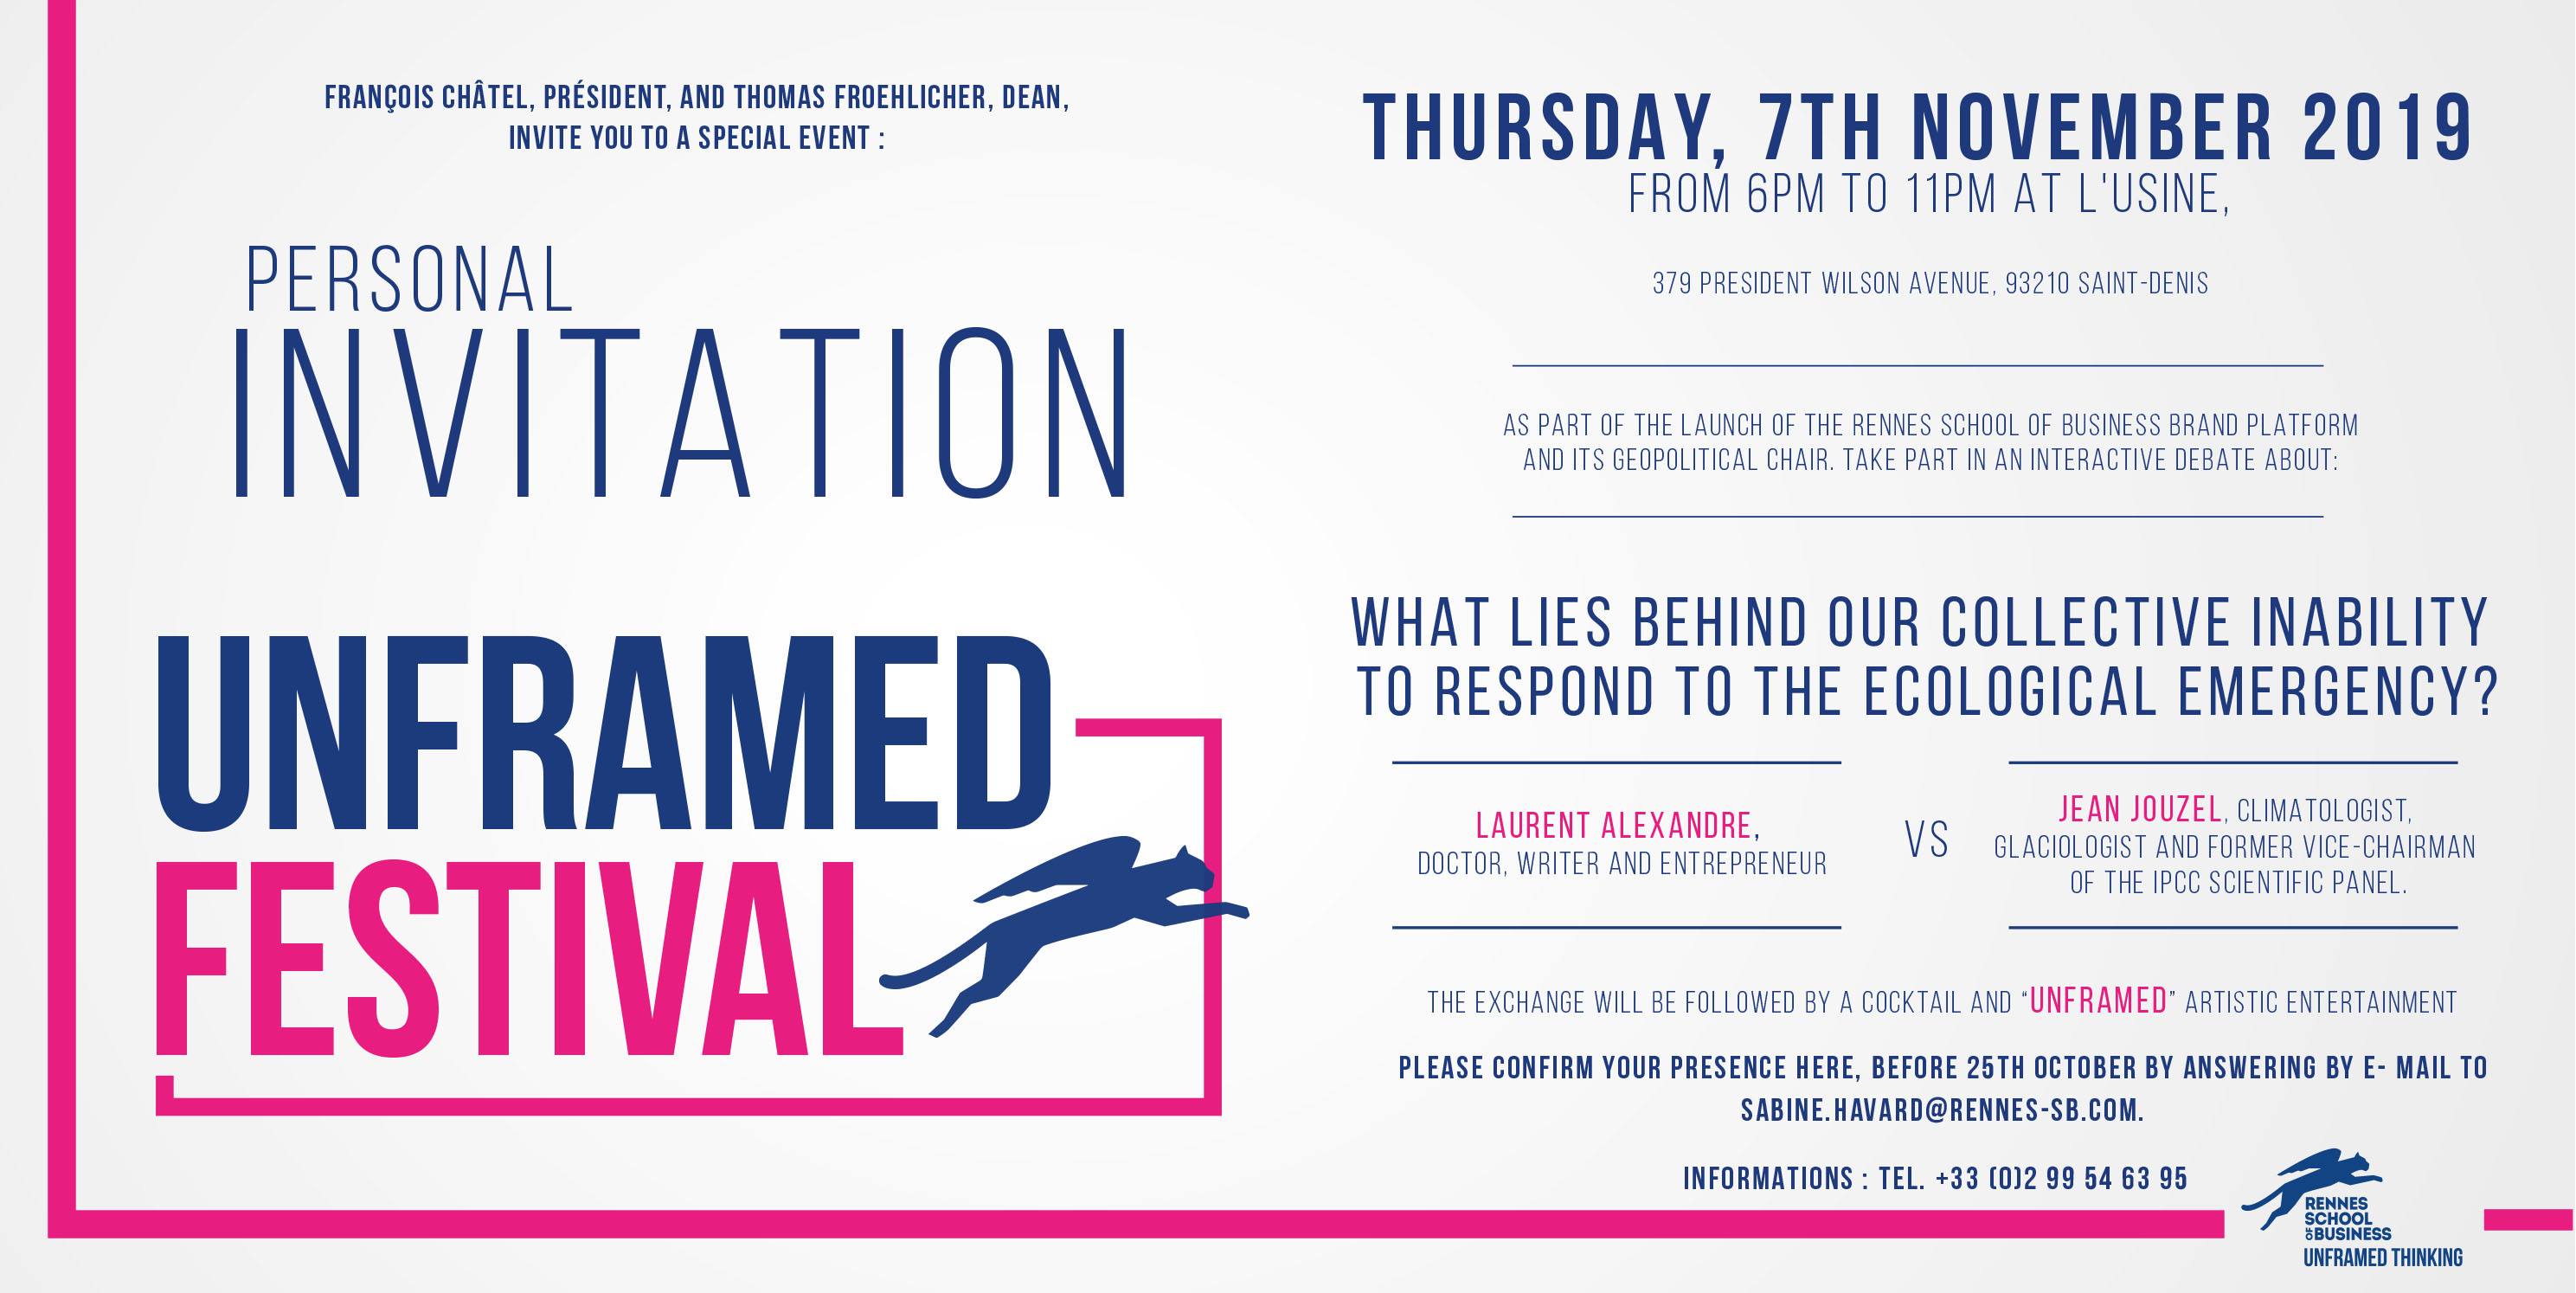 FRANÇOIS CHÂTEL, PRÉSIDENT, AND THOMAS FROEHLICHER, DEAN,
INVITE YOU TO A SPECIAL EVENT :
PERSONAL
INVITATION
UNFRAMED
FESTIVAL
THURSDAY, 7TH NOVEMBER 2019
FROM 6PM TO 11PM AT L'USINE,
379 PRESIDENT WILSON AVENUE, 93210 SAINT-DENIS
AS PART OF THE LAUNCH OF THE RENNES SCHOOL OF BUSINESS BRAND PLATFORM
AND ITS GEOPOLITICAL CHAIR. TAKE PART IN AN INTERACTIVE DEBATE ABOUT:
WHAT LIES BEHIND OUR COLLECTIVE INABILITY
TO RESPOND TO THE ECOLOGICAL EMERGENCY?
LAURENT ALEXANDRE,
DOCTOR, WRITER AND ENTREPRENEUR
VS
JEAN JOUZEL, CLIMATOLOGIST,
GLACIOLOGIST AND FORMER VICE-CHAIRMAN
OF THE IPCC SCIENTIFIC PANEL.
THE EXCHANGE WILL BE FOLLOWED BY A COCKTAIL AND “UNFRAMED” ARTISTIC ENTERTAINMENT
PLEASE CONFIRM YOUR PRESENCE HERE, BEFORE 25TH OCTOBER BY ANSWERING BY E- MAIL TO
SABINE.HAVARD@RENNES-SB.COM.
INFORMATIONS : TEL. +33 (0)2 99 54 63 95
RENNES
SCHOOL
OF BUSINESS
UNFRAMED THINKING